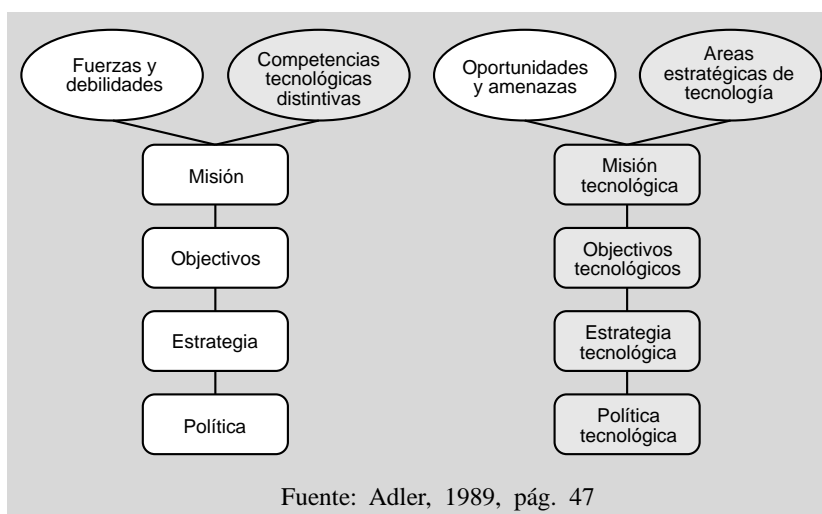 Fuerzas y
debilidades
Competencias
tecnológicas
distintivas
Oportunidades
y amenazas
Areas
estratégicas de
tecnología
Misión
Misión
tecnológica
Objectivos
Objectivos
tecnológicos
Estrategia
Estrategia
tecnológica
Política
Política
tecnológica
Fuente: Adler, 1989, pág. 47